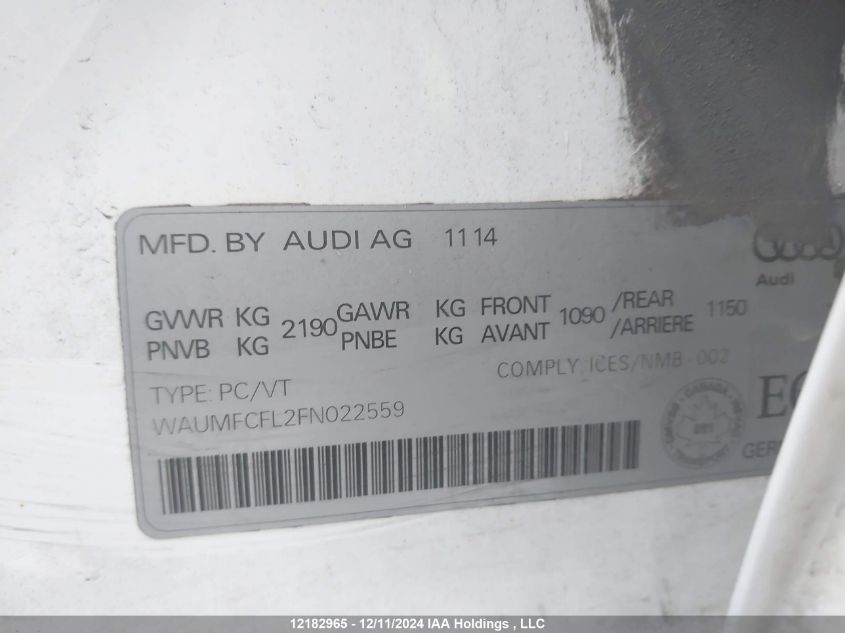 MFD. BY AUDI AG 1114
Audi
GVWR KG 2190 GAWR KG FRONT 1090 /REAR 1150
PNVB KG PNBE KG AVANT /ARRIERE
COMPLY: ICES/NMB-002
TYPE: PC/VT
WAUMFCFL2FN022559
CANADA
12182965 - 12/11/2024 IAA Holdings , LLC